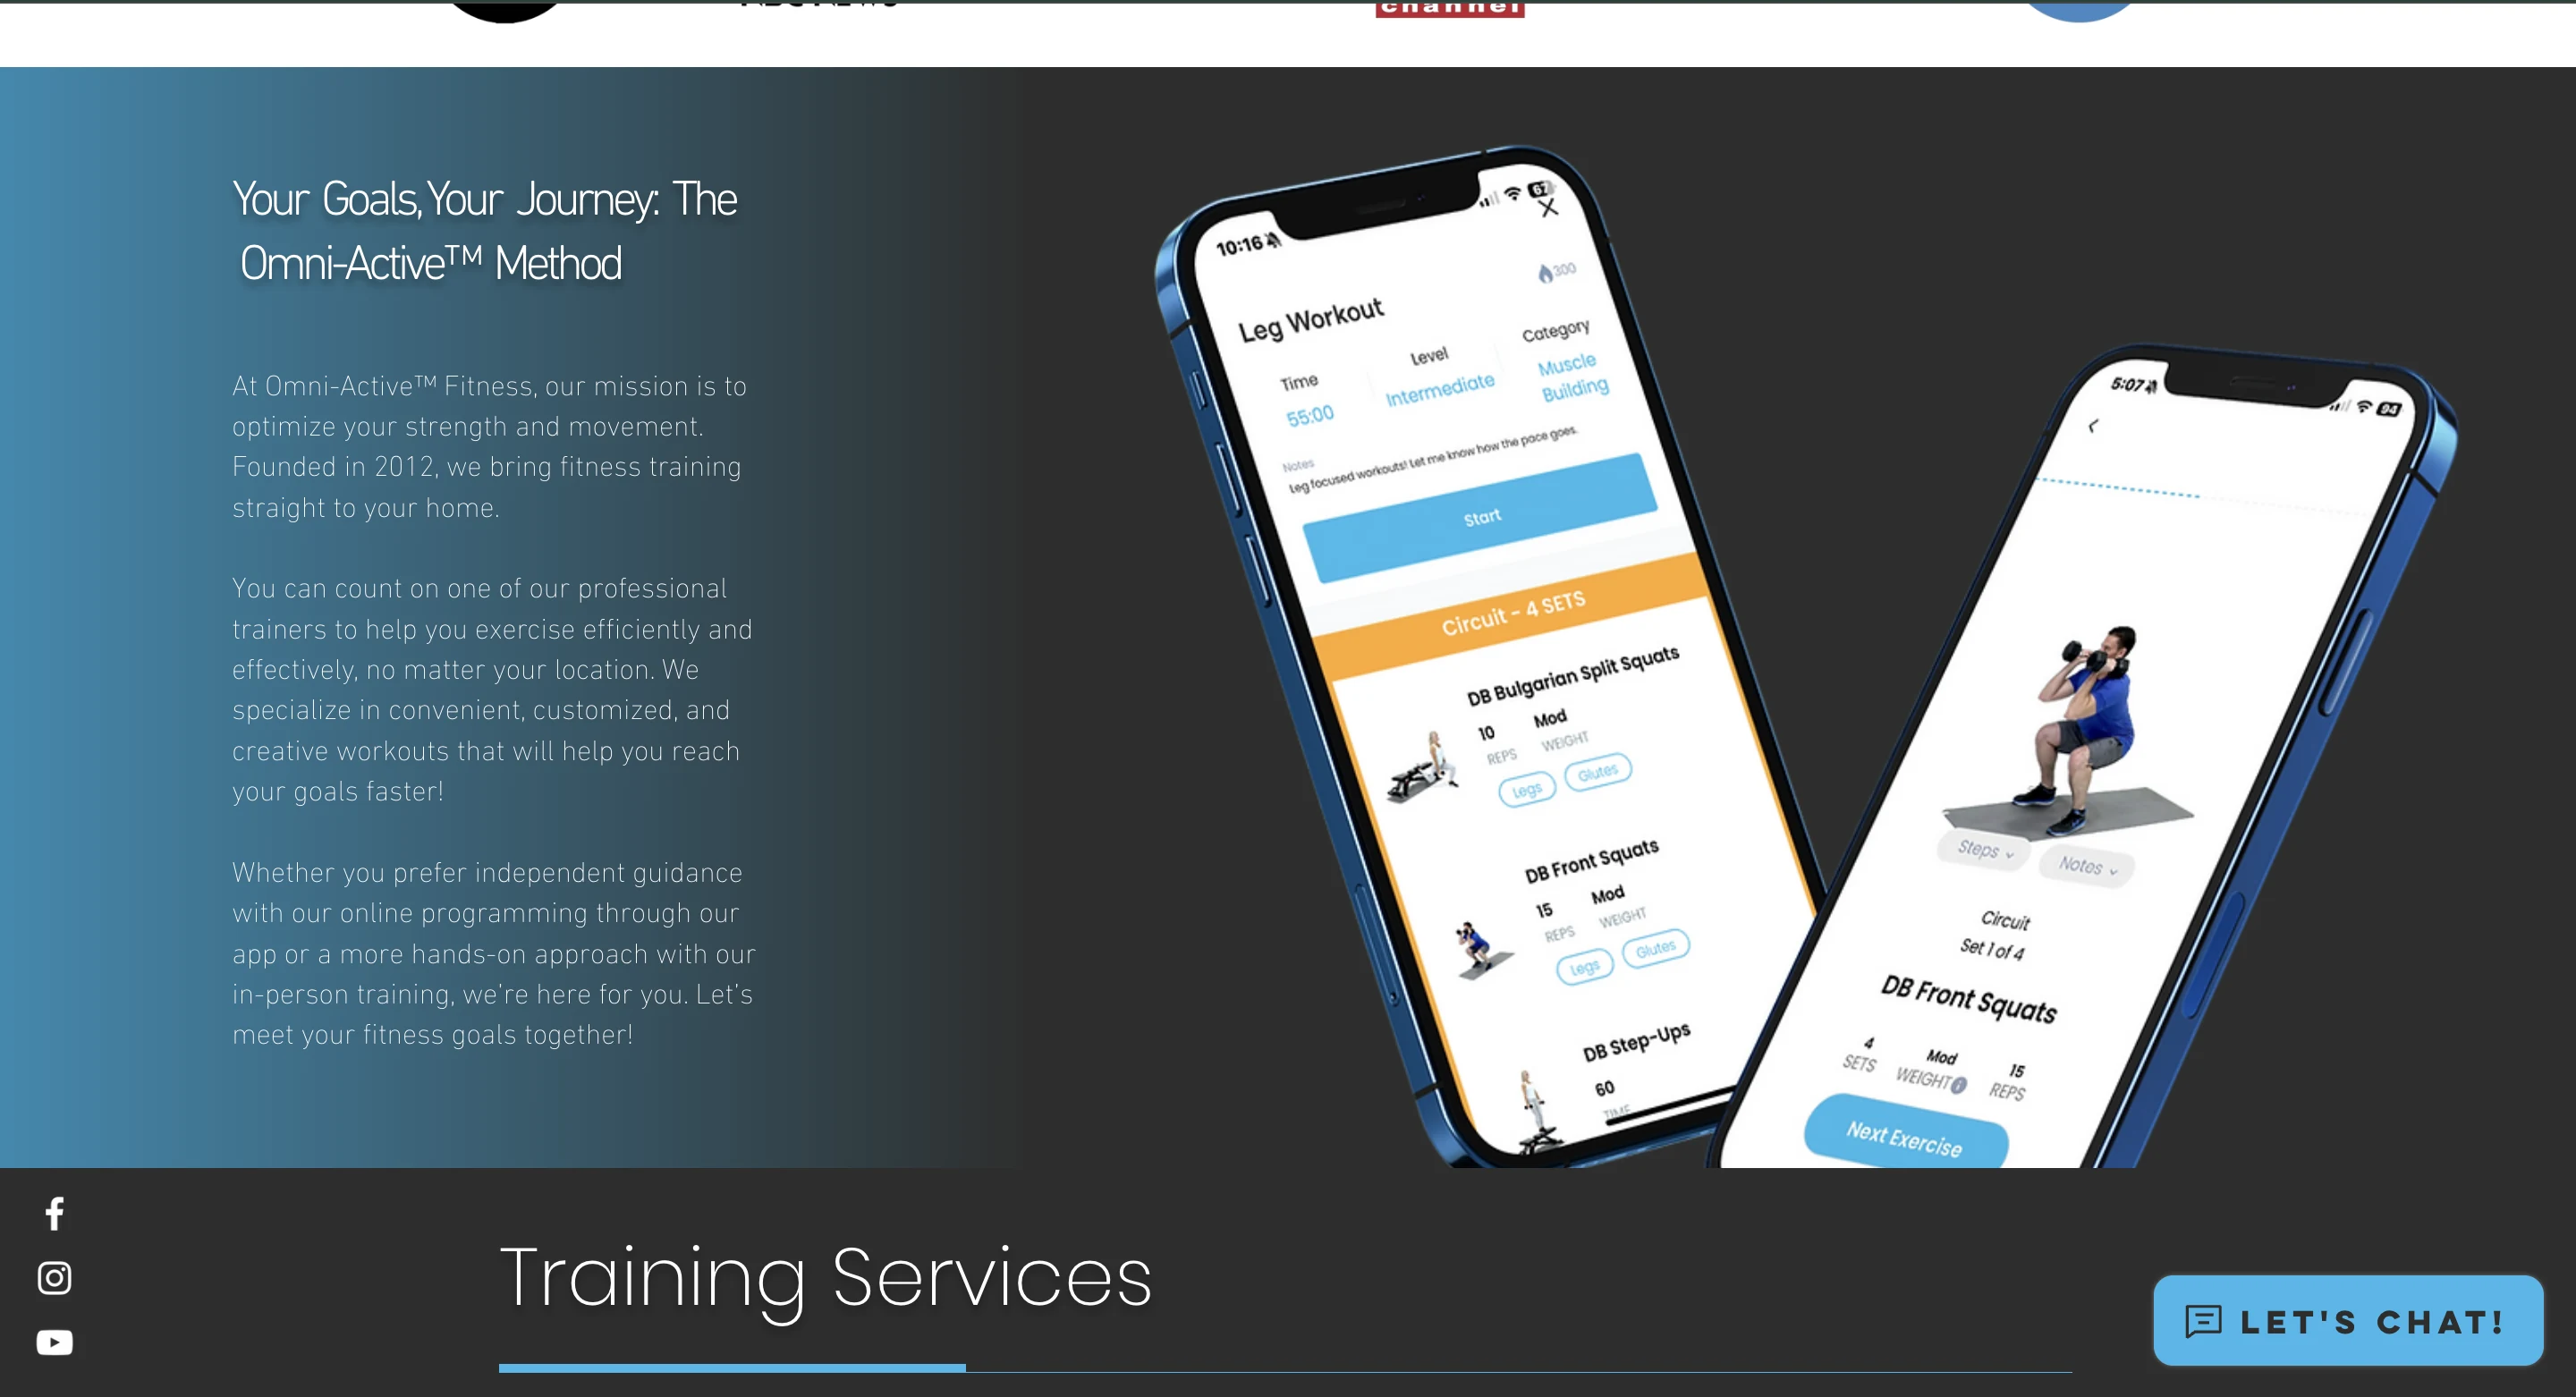 channel
Your Goals, Your Journey: The
Omni-Active™ Method
At Omni-Active™ Fitness, our mission is to
optimize your strength and movement.
Founded in 2012, we bring fitness training
straight to your home.
You can count on one of our professional
trainers to help you exercise efficiently and
effectively, no matter your location. We
specialize in convenient, customized, and
creative workouts that will help you reach
your goals faster!
Whether you prefer independent guidance
with our online programming through our
app or a more hands-on approach with our
in-person training, we're here for you. Let's
meet your fitness goals together!
10:16
67
300
Leg Workout
Time
Level
Category
55:00
Intermediate
Muscle
Building
Notes
Leg focused workouts! Let me know how the pace goes.
Start
Circuit - 4 SETS
DB Bulgarian Split Squats
10 Mod
REPS WEIGHT
Legs Glutes
DB Front Squats
15 Mod
REPS WEIGHT
Legs Glutes
DB Step-Ups
60
TIME
5:07
94
Steps
Notes
Circuit
Set 1 of 4
DB Front Squats
4 Mod 15
SETS WEIGHT REPS
Next Exercise
Training Services
LET'S CHAT!